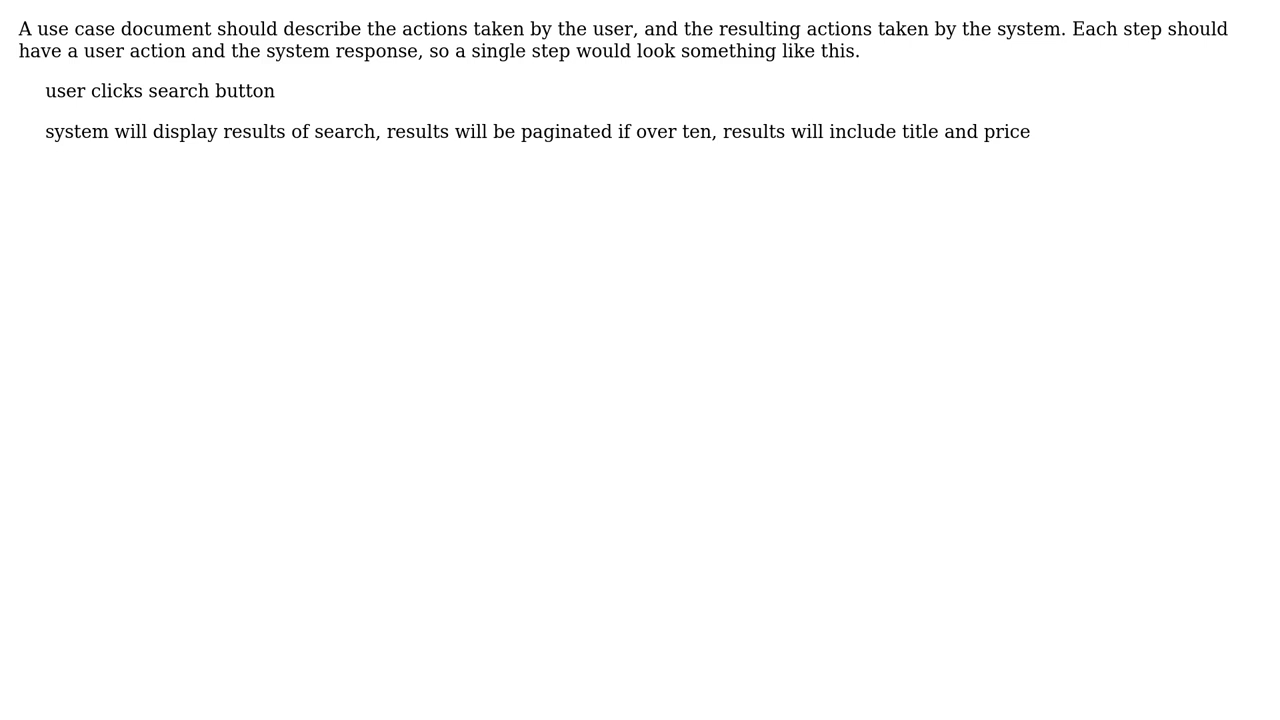 A use case document should describe the actions taken by the user, and the resulting actions taken by the system. Each step should
have a user action and the system response, so a single step would look something like this.
user clicks search button
system will display results of search, results will be paginated if over ten, results will include title and price